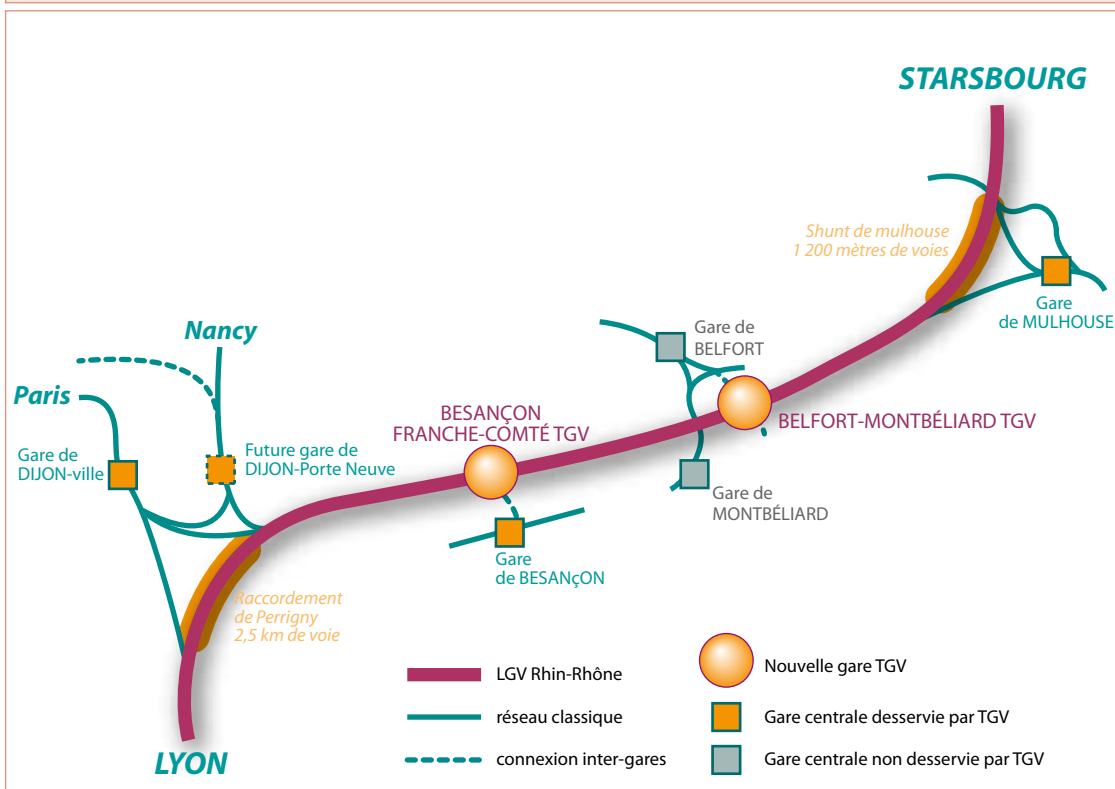 STARSBOURG
Shunt de mulhouse
1 200 mètres de voies
Gare
de MULHOUSE
Nancy
Gare de
BELFORT
Paris
BESANÇON
FRANCHE-COMTÉ TGV
BELFORT-MONTBÉLIARD TGV
Gare de
DIJON-ville
Future gare de
DIJON-Porte Neuve
Gare de
MONTBÉLIARD
Gare
de BESANçON
Raccordement
de Perrigny
2,5 km de voie
LYON
LGV Rhin-Rhône
réseau classique
connexion inter-gares
Nouvelle gare TGV
Gare centrale desservie par TGV
Gare centrale non desservie par TGV